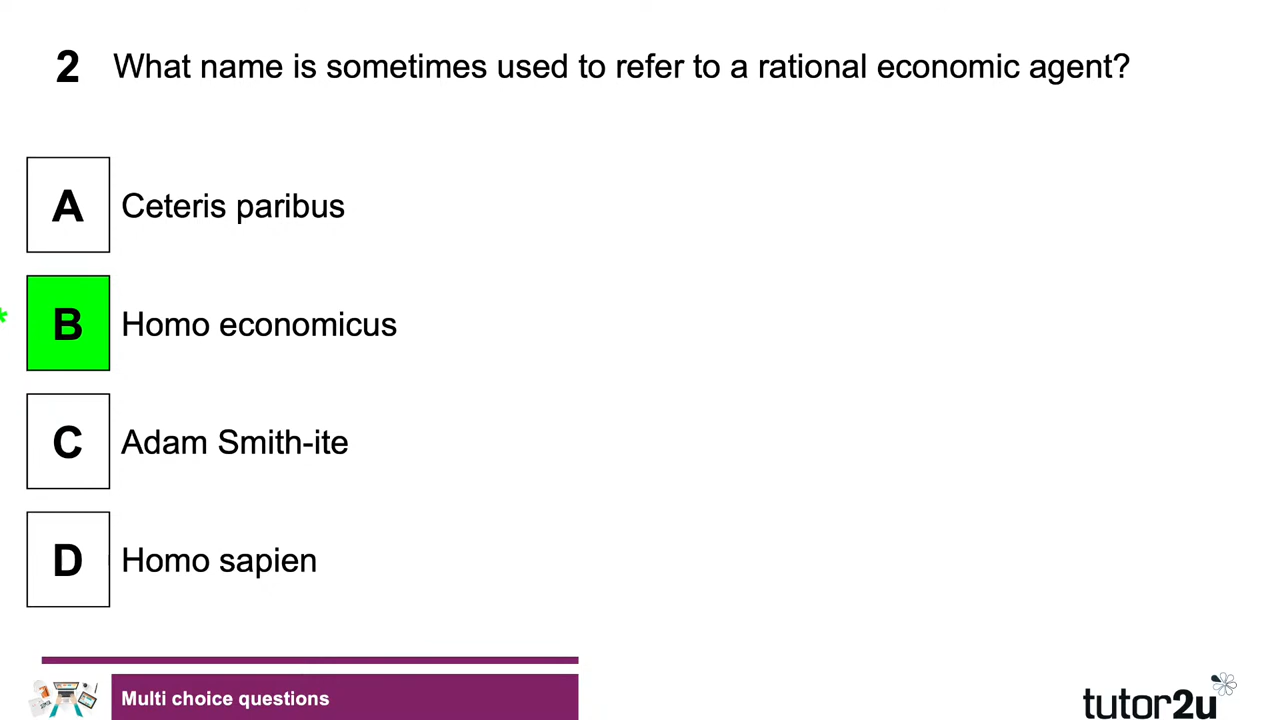 2 What name is sometimes used to refer to a rational economic agent?
A Ceteris paribus
* B Homo economicus
C Adam Smith-ite
D Homo sapien
Multi choice questions
tutor2u